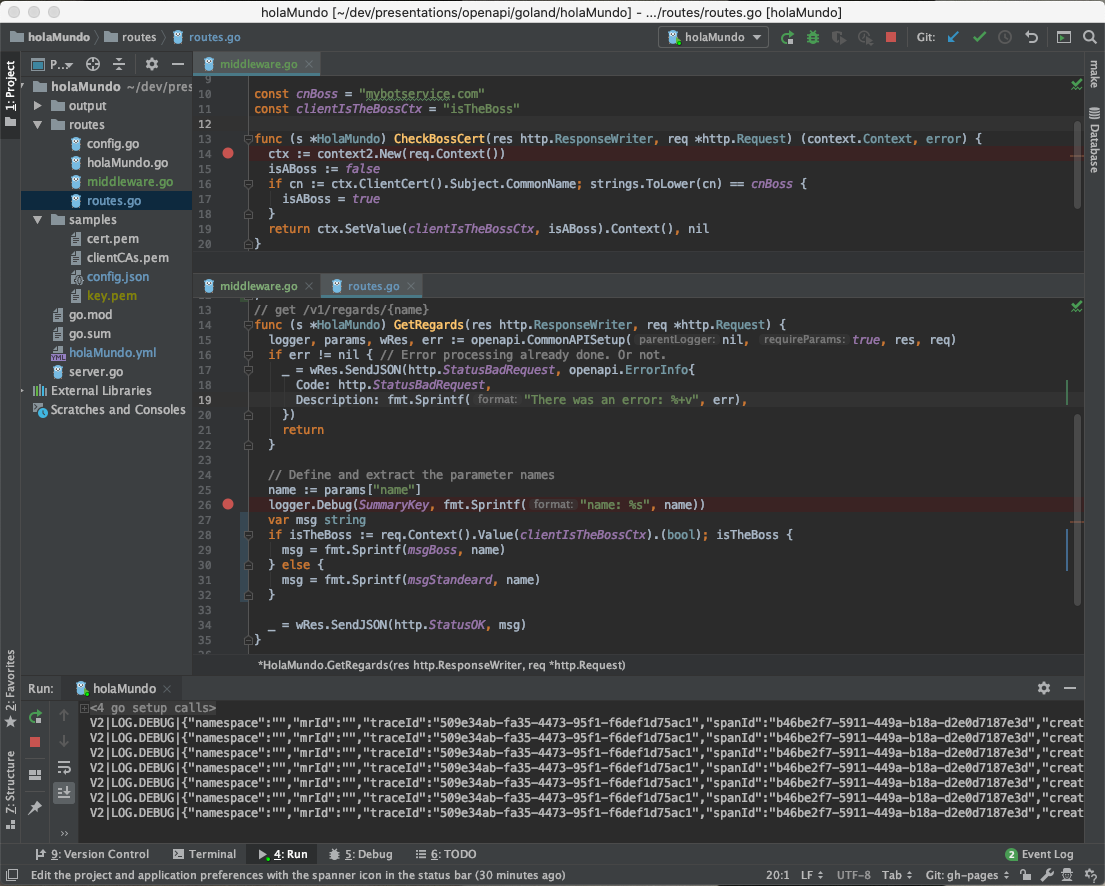 holaMundo [~/dev/presentations/openapi/goland/holaMundo] - .../routes/routes.go [holaMundo]
holaMundo routes routes.go holaMundo Git:
1: Project
P..
middleware.go
make
Database
holaMundo ~/dev/pres
output
routes
config.go
holaMundo.go
middleware.go
routes.go
samples
cert.pem
clientCAs.pem
config.json
key.pem
go.mod
go.sum
holaMundo.yml
server.go
External Libraries
Scratches and Consoles
9
10 const cnBoss = "mybotservice.com"
11 const clientIsTheBossCtx = "isTheBoss"
12
13 func (s *HolaMundo) CheckBossCert(res http.ResponseWriter, req *http.Request) (context.Context, error) {
14 ctx := context2.New(req.Context())
15 isABoss := false
16 if cn := ctx.ClientCert().Subject.CommonName; strings.ToLower(cn) == cnBoss {
17 isABoss = true
18 }
19 return ctx.SetValue(clientIsTheBossCtx, isABoss).Context(), nil
20 }
middleware.go routes.go
13 // get /v1/regards/{name}
14 func (s *HolaMundo) GetRegards(res http.ResponseWriter, req *http.Request) {
15 logger, params, wRes, err := openapi.CommonAPISetup( parentLogger: nil, requireParams: true, res, req)
16 if err != nil { // Error processing already done. Or not.
17 _ = wRes.SendJSON(http.StatusBadRequest, openapi.ErrorInfo{
18 Code: http.StatusBadRequest,
19 Description: fmt.Sprintf( format: "There was an error: %+v", err),
20 })
21 return
22 }
23
24 // Define and extract the parameter names
25 name := params["name"]
26 logger.Debug(SummaryKey, fmt.Sprintf( format: "name: %s", name))
27 var msg string
28 if isTheBoss := req.Context().Value(clientIsTheBossCtx).(bool); isTheBoss {
29 msg = fmt.Sprintf(msgBoss, name)
30 } else {
31 msg = fmt.Sprintf(msgStandeard, name)
32 }
33
34 _ = wRes.SendJSON(http.StatusOK, msg)
35 }
*HolaMundo.GetRegards(res http.ResponseWriter, req *http.Request)
2: Favorites
Z: Structure
Run: holaMundo
<4 go setup calls>
V2|LOG.DEBUG|{"namespace":"","mrId":"","traceId":"509e34ab-fa35-4473-95f1-f6def1d75ac1","spanId":"b46be2f7-5911-449a-b18a-d2e0d7187e3d","creat
V2|LOG.DEBUG|{"namespace":"","mrId":"","traceId":"509e34ab-fa35-4473-95f1-f6def1d75ac1","spanId":"b46be2f7-5911-449a-b18a-d2e0d7187e3d","creat
V2|LOG.DEBUG|{"namespace":"","mrId":"","traceId":"509e34ab-fa35-4473-95f1-f6def1d75ac1","spanId":"b46be2f7-5911-449a-b18a-d2e0d7187e3d","creat
V2|LOG.DEBUG|{"namespace":"","mrId":"","traceId":"509e34ab-fa35-4473-95f1-f6def1d75ac1","spanId":"b46be2f7-5911-449a-b18a-d2e0d7187e3d","creat
V2|LOG.DEBUG|{"namespace":"","mrId":"","traceId":"509e34ab-fa35-4473-95f1-f6def1d75ac1","spanId":"b46be2f7-5911-449a-b18a-d2e0d7187e3d","creat
V2|LOG.DEBUG|{"namespace":"","mrId":"","traceId":"509e34ab-fa35-4473-95f1-f6def1d75ac1","spanId":"b46be2f7-5911-449a-b18a-d2e0d7187e3d","creat
V2|LOG.DEBUG|{"namespace":"","mrId":"","traceId":"509e34ab-fa35-4473-95f1-f6def1d75ac1","spanId":"b46be2f7-5911-449a-b18a-d2e0d7187e3d","creat
9: Version Control Terminal 4: Run 5: Debug 6: TODO 2 Event Log
Edit the project and application preferences with the spanner icon in the status bar (30 minutes ago) 20:1 LF UTF-8 Tab Git: gh-pages